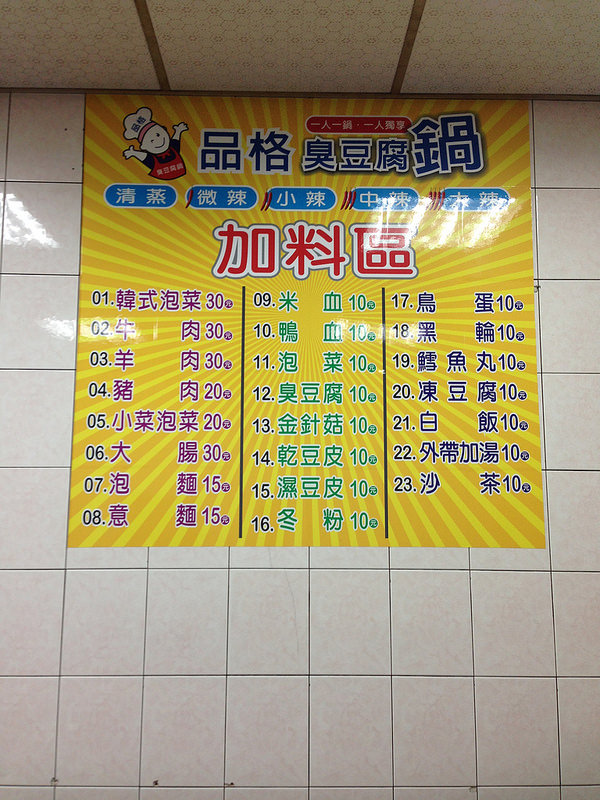 品格
臭豆腐鍋
一人一鍋·一人獨享
品格 臭豆腐鍋
清蒸 微辣 小辣 中辣 大辣
加料區
01.韓式泡菜30元
02.牛肉30元
03.羊肉30元
04.豬肉20元
05.小菜泡菜20元
06.大腸30元
07.泡麵15元
08.意麵15元
09.米血10元
10.鴨血10元
11.泡菜10元
12.臭豆腐10元
13.金針菇10元
14.乾豆皮10元
15.濕豆皮10元
16.冬粉10元
17.鳥蛋10元
18.黑輪10元
19.鱈魚丸10元
20.凍豆腐10元
21.白飯10元
22.外帶加湯10元
23.沙茶10元